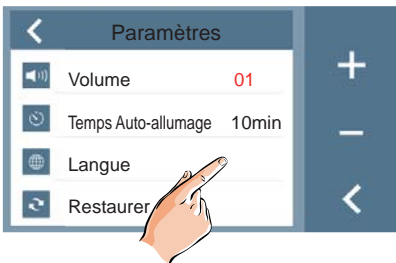 Paramètres
Volume 01
Temps Auto-allumage 10min
Langue
Restaurer